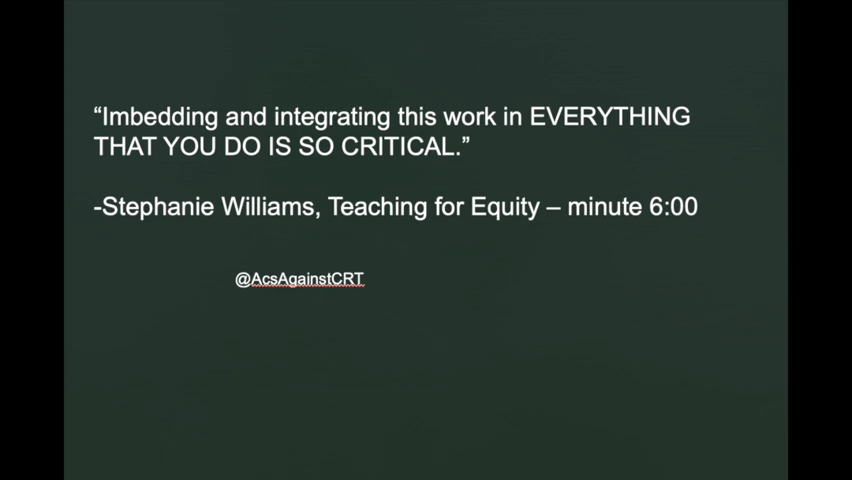 “Imbedding and integrating this work in EVERYTHING
THAT YOU DO IS SO CRITICAL.”
-Stephanie Williams, Teaching for Equity – minute 6:00
@AcsAgainstCRT